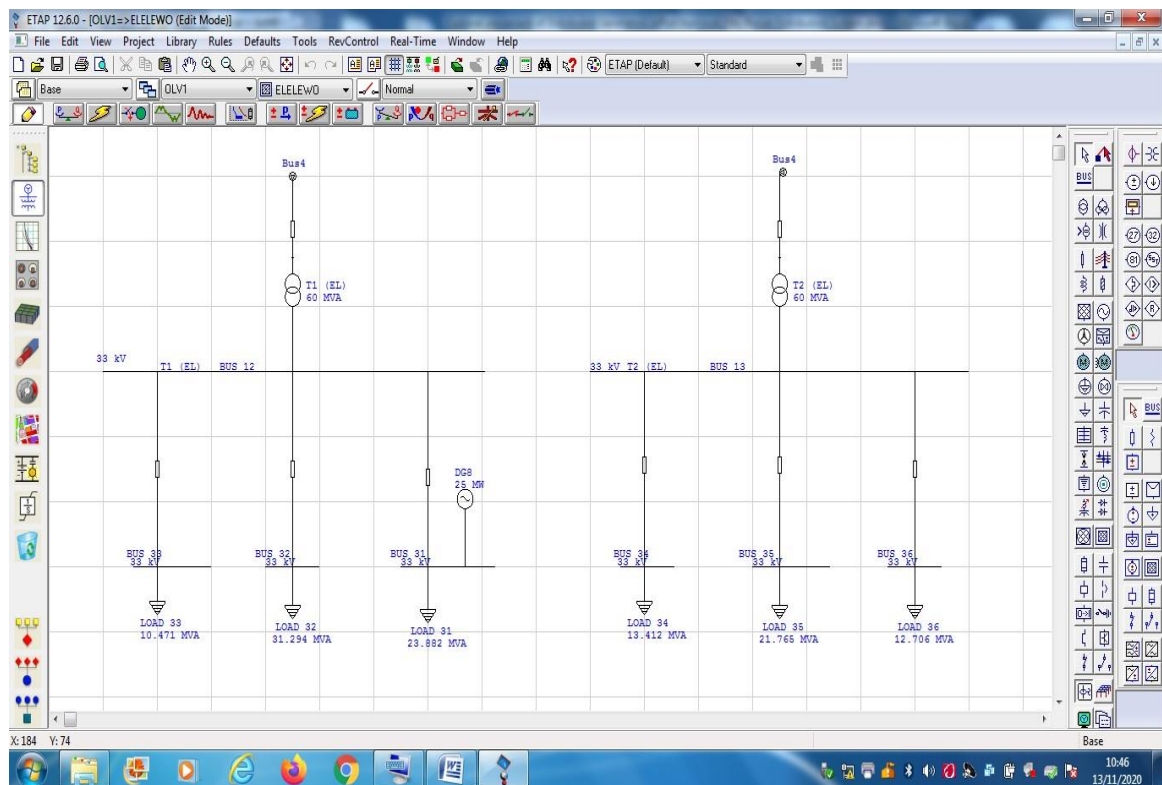 ETAP 12.6.0 - [OLV1=>ELELEWO (Edit Mode)]
File Edit View Project Library Rules Defaults Tools RevControl Real-Time Window Help
ETAP (Default) Standard
Base OLV1 ELELEWO Normal
Bus4 Bus4
T1 (EL) T2 (EL)
60 MVA 60 MVA
33 kV T1 (EL) BUS 12 33 kV T2 (EL) BUS 13
DG8
25 MW
BUS 33 BUS 32 BUS 31 BUS 34 BUS 35 BUS 36
33 kV 33 kV 33 kV 33 kV 33 kV 33 kV
LOAD 33 LOAD 32 LOAD 31 LOAD 34 LOAD 35 LOAD 36
10.471 MVA 31.294 MVA 23.882 MVA 13.412 MVA 21.765 MVA 12.706 MVA
BUS
27 32
81
BUS
X: 184 Y: 74 Base
10:46
13/11/2020